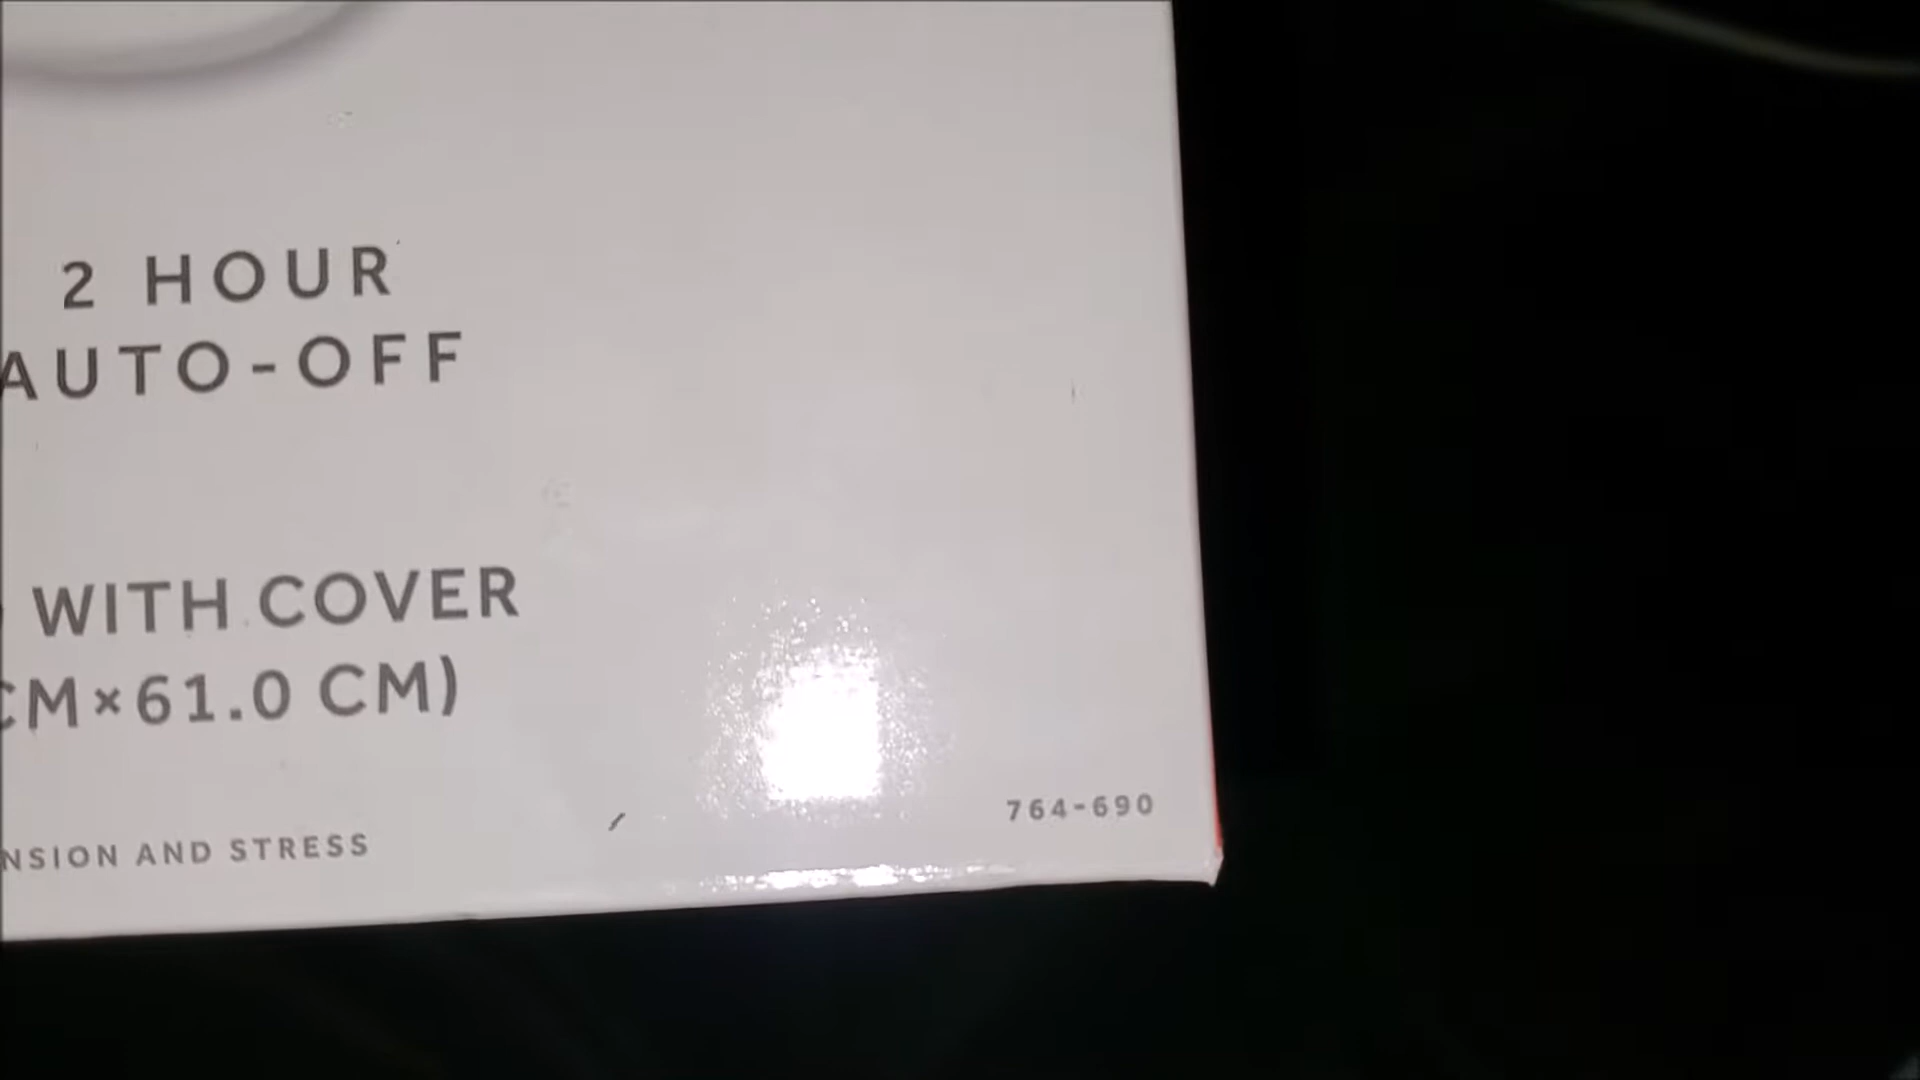 2 HOUR
AUTO-OFF
WITH COVER
CM×61.0 CM)
764-690
NSION AND STRESS